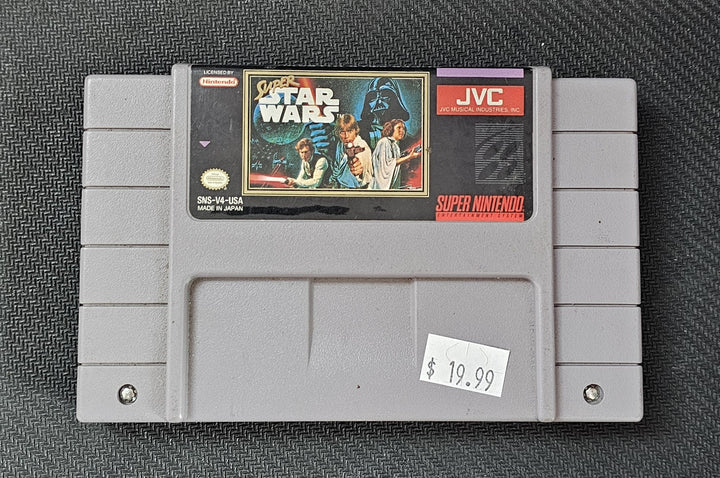 LICENSED BY
Nintendo
SUPER
STAR
WARS
JVC
JVC MUSICAL INDUSTRIES, INC.
SNS-V4-USA
MADE IN JAPAN
SUPER NINTENDO
ENTERTAINMENT SYSTEM
$ 19.99